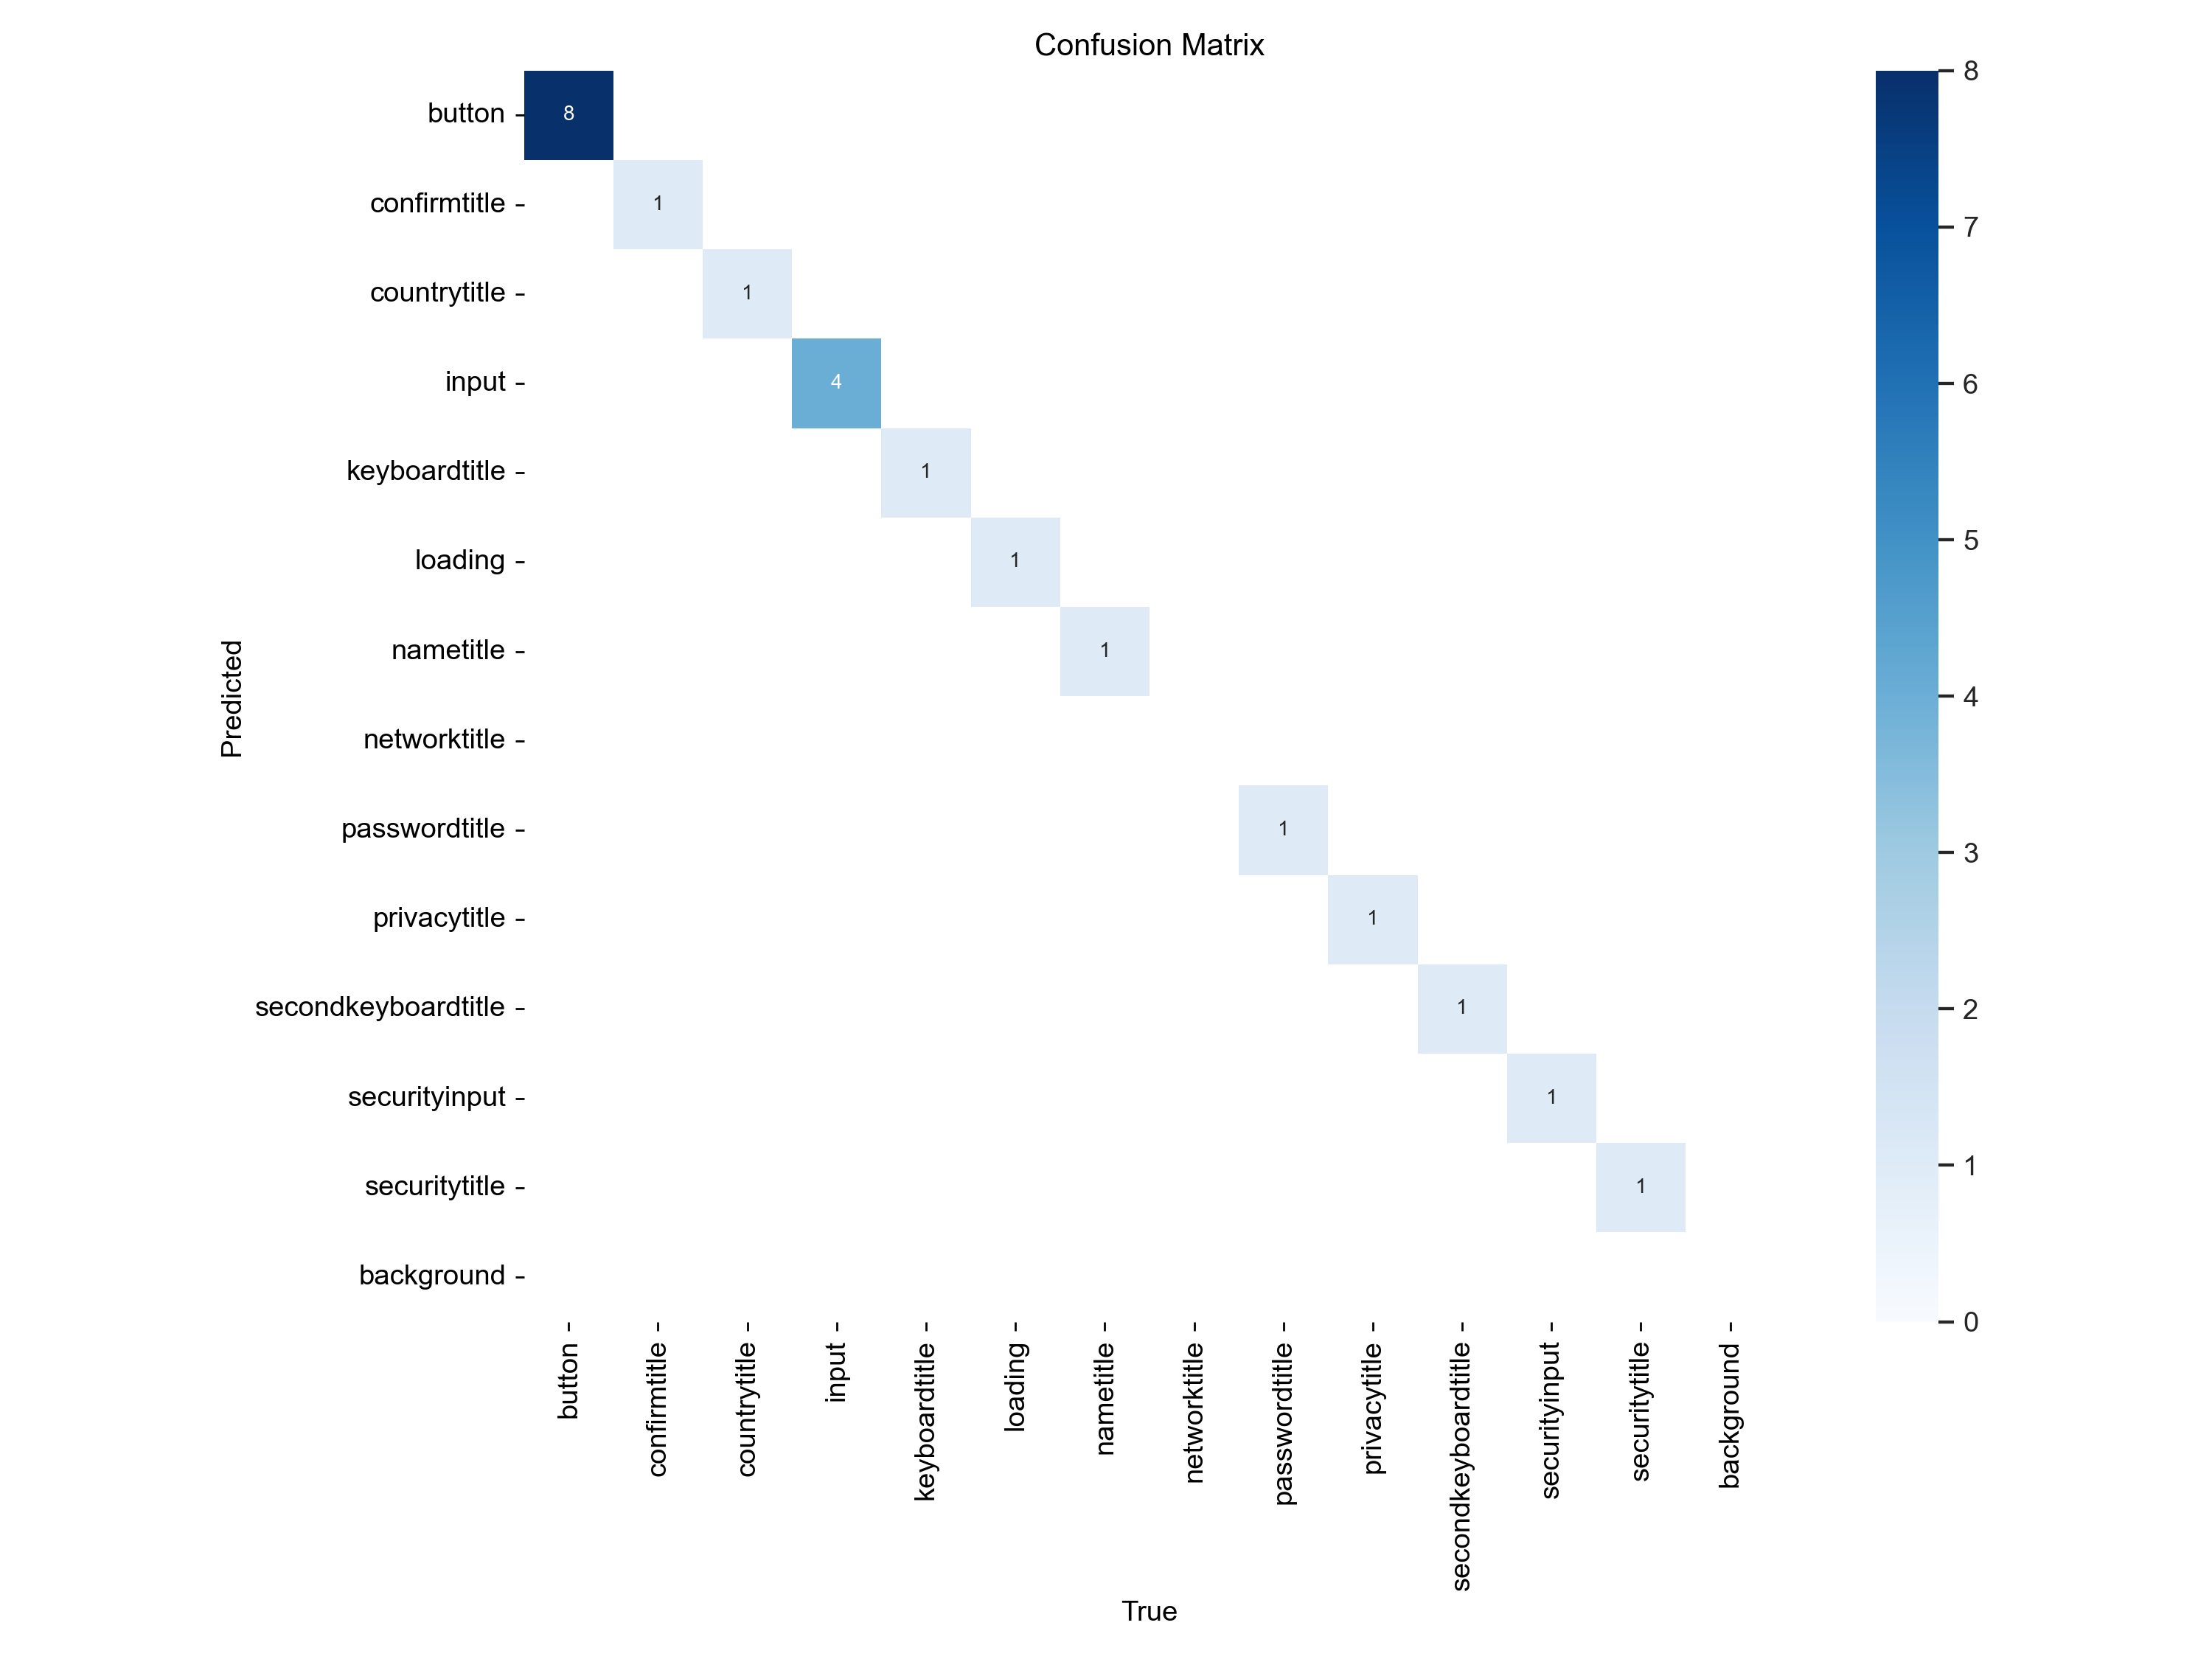 Confusion Matrix
button
8
confirmtitle
1
countrytitle
1
input
4
keyboardtitle
1
loading
1
nametitle
1
networktitle
passwordtitle
1
privacytitle
1
secondkeyboardtitle
1
securityinput
1
securitytitle
1
background
Predicted
button
confirmtitle
countrytitle
input
keyboardtitle
loading
nametitle
networktitle
passwordtitle
privacytitle
secondkeyboardtitle
securityinput
securitytitle
background
True
8
7
6
5
4
3
2
1
0